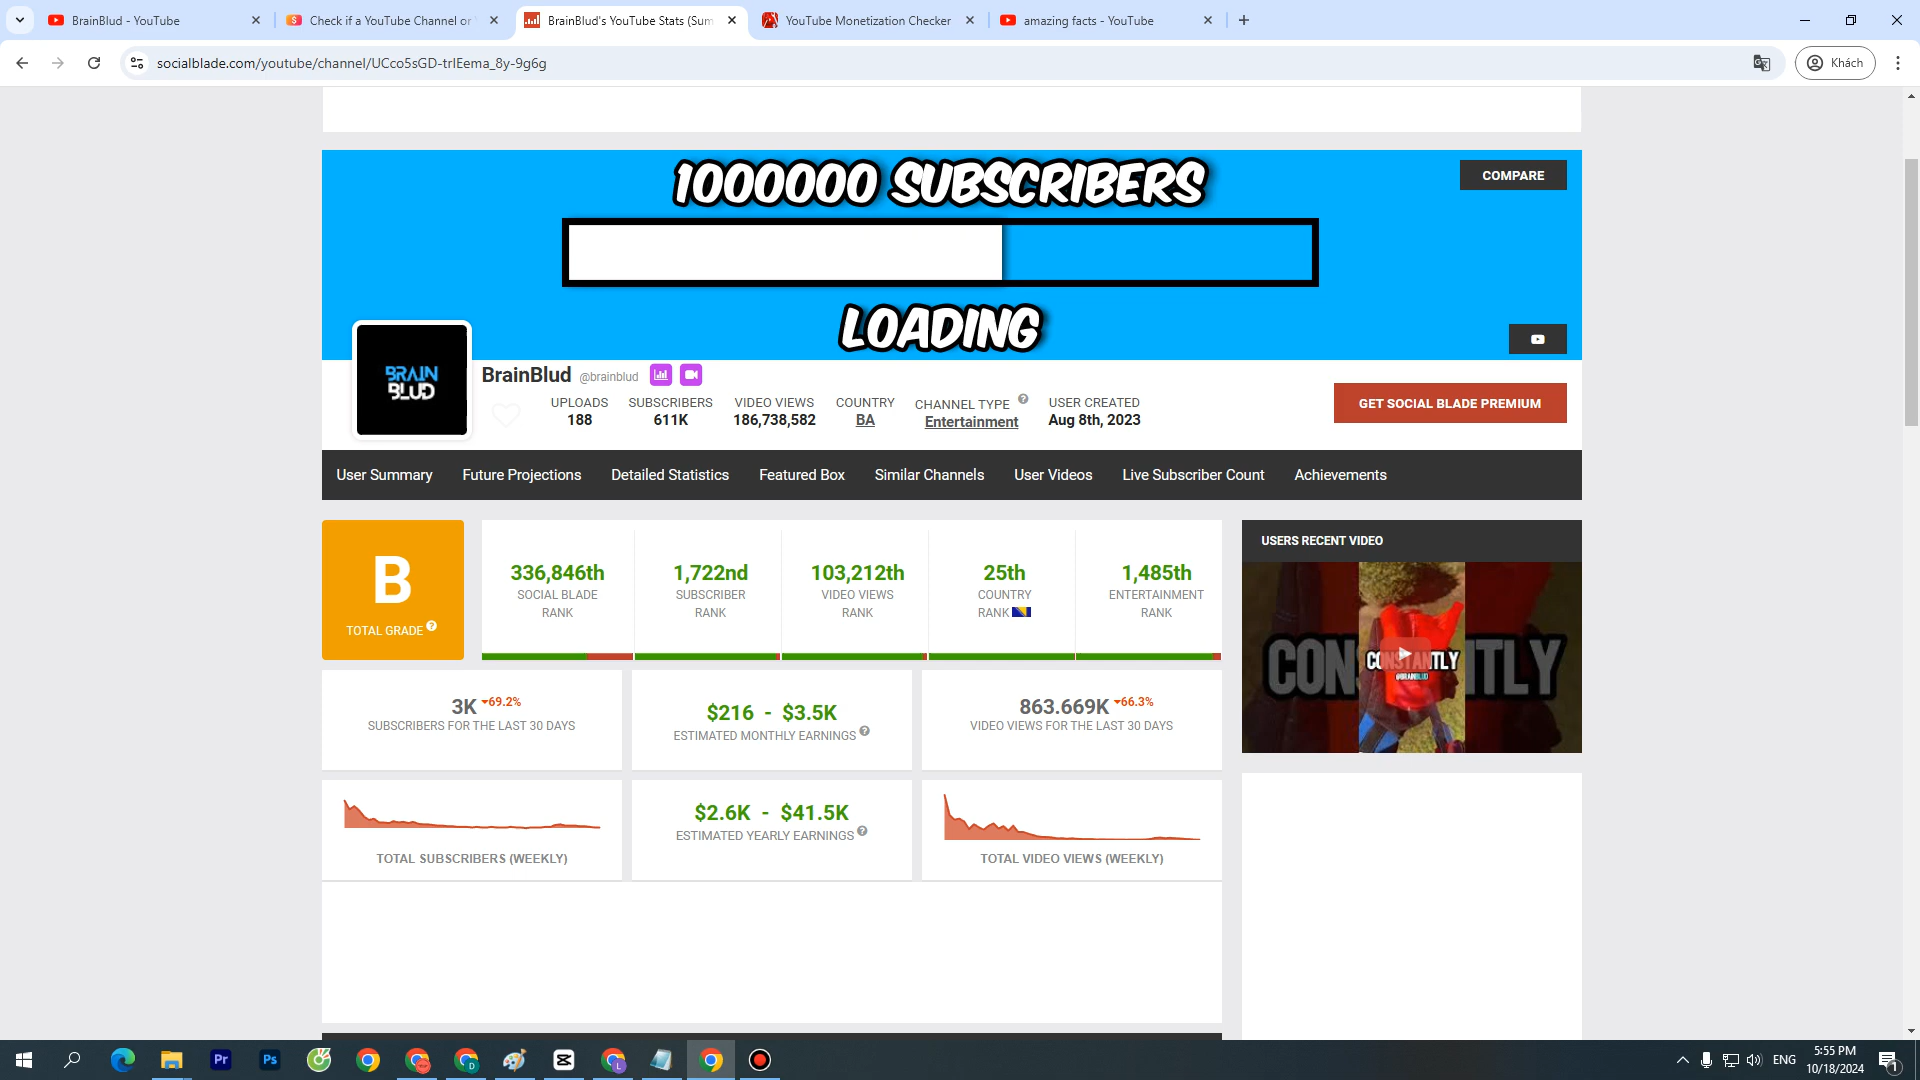 BrainBlud - YouTube
Check if a YouTube Channel or
BrainBlud's YouTube Stats (Sum
YouTube Monetization Checker
amazing facts - YouTube
socialblade.com/youtube/channel/UCco5sGD-trIEema_8y-9g6g
Khách
1000000 SUBSCRIBERS
COMPARE
LOADING
BRAIN
BLUD
BrainBlud @brainblud
UPLOADS
188
SUBSCRIBERS
611K
VIDEO VIEWS
186,738,582
COUNTRY
BA
CHANNEL TYPE
Entertainment
USER CREATED
Aug 8th, 2023
GET SOCIAL BLADE PREMIUM
User Summary
Future Projections
Detailed Statistics
Featured Box
Similar Channels
User Videos
Live Subscriber Count
Achievements
B
TOTAL GRADE
336,846th
SOCIAL BLADE
RANK
1,722nd
SUBSCRIBER
RANK
103,212th
VIDEO VIEWS
RANK
25th
COUNTRY
RANK
1,485th
ENTERTAINMENT
RANK
USERS RECENT VIDEO
CONSTANTLY
@BRAINBLUD
3K 69.2%
SUBSCRIBERS FOR THE LAST 30 DAYS
$216 - $3.5K
ESTIMATED MONTHLY EARNINGS
863.669K 66.3%
VIDEO VIEWS FOR THE LAST 30 DAYS
TOTAL SUBSCRIBERS (WEEKLY)
$2.6K - $41.5K
ESTIMATED YEARLY EARNINGS
TOTAL VIDEO VIEWS (WEEKLY)
Pr
Ps
D
L
ENG
5:55 PM
10/18/2024
1